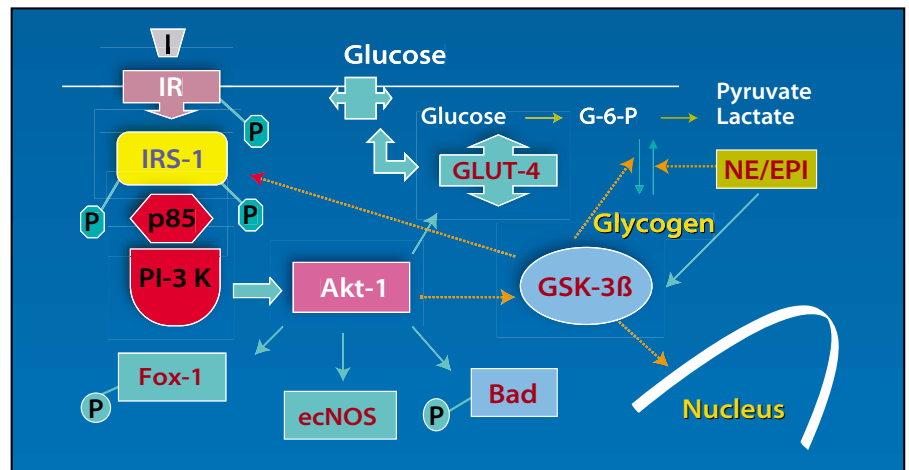 I
IR
P
Glucose
Glucose
G-6-P
Pyruvate
Lactate
IRS-1
GLUT-4
NE/EPI
P
P
p85
Glycogen
PI-3 K
Akt-1
GSK-3ß
Fox-1
P
ecNOS
Bad
P
Nucleus